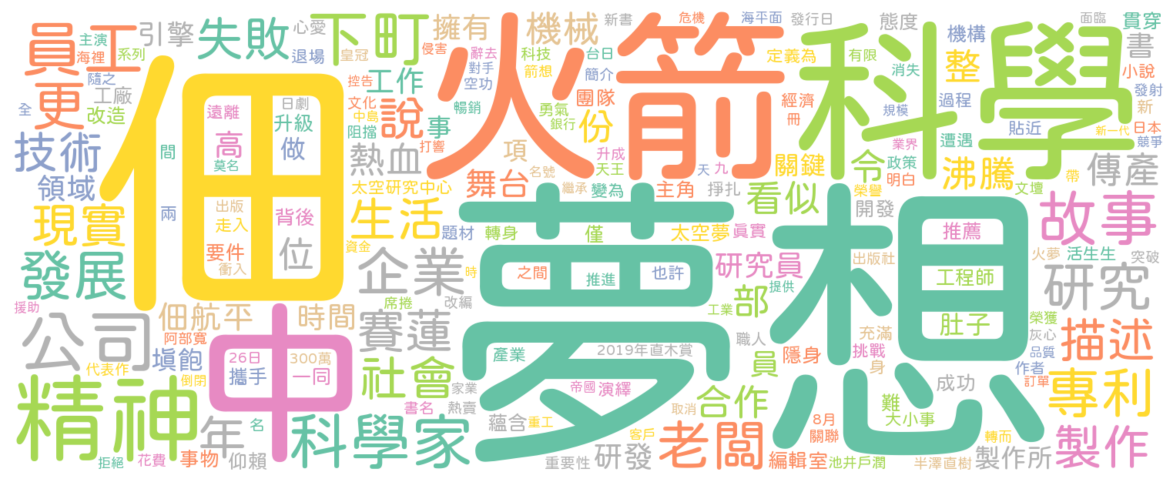 員工
主演
海裡
系列
引擎
失敗
心愛
退場
下町
皇冠
侵害
擁有
辭去
對手
空功
科技
箭想
機械
新書
台日
簡介
危機
團隊
海平面
定義為
發行日
經濟
冊
有限
態度
消失
機構
整
書
面臨
貫穿
小說
發射
新
日本
競爭
新一代
火箭
科學
佃
夢想
隨之
工廠
改造
全
更
間
遠離
莫名
日劇
升級
高
做
控告
工作
文化
中島
阻擋
說
暢銷
事
打響
勇氣
銀行
份
升成
天王
天
九
關鍵
令
政策
明白
業界
規模
過程
貼近
遭遇
沸騰
文壇
帶
傳產
技術
領域
熱血
項
名號
舞台
太空研究中心
繼承
變為
主角
掙扎
看似
榮譽
開發
現實
兩
出版
走入
背後
要件
衝入
位
生活
資金
題材
轉身
僅
太空夢
真實
推薦
故事
發展
企業
時
之間
推進
也許
研究員
提供
出版社
工程師
火夢
活生生
突破
研究
援助
公司
佃航平
阿部寬
時間
賽蓮
席捲
改編
部
工業
肚子
榮獲
灰心
品質
作者
訂單
描述
代表作
填飽
倒閉
26日
攜手
中
300萬
一同
社會
家業
產業
2019年直木賞
職人
員
隱身
充滿
挑戰
身
成功
難
大小事
專利
精神
年
名
科學家
書名
熱賣
蘊含
重工
帝國
演繹
合作
取消
8月
關聯
轉而
拒絕
花費
事物
仰賴
重要性
研發
客戶
老闆
編輯室
池井戶潤
半澤直樹
製作所
製作